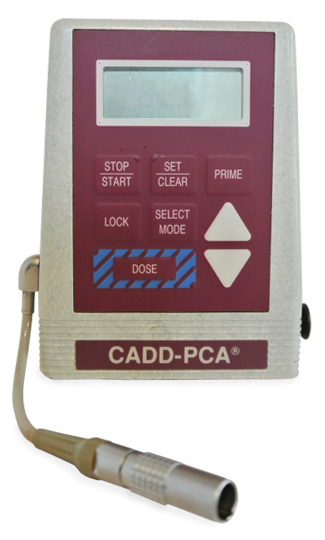 STOP
START
SET
CLEAR
PRIME
LOCK
SELECT
MODE
DOSE
CADD-PCA®